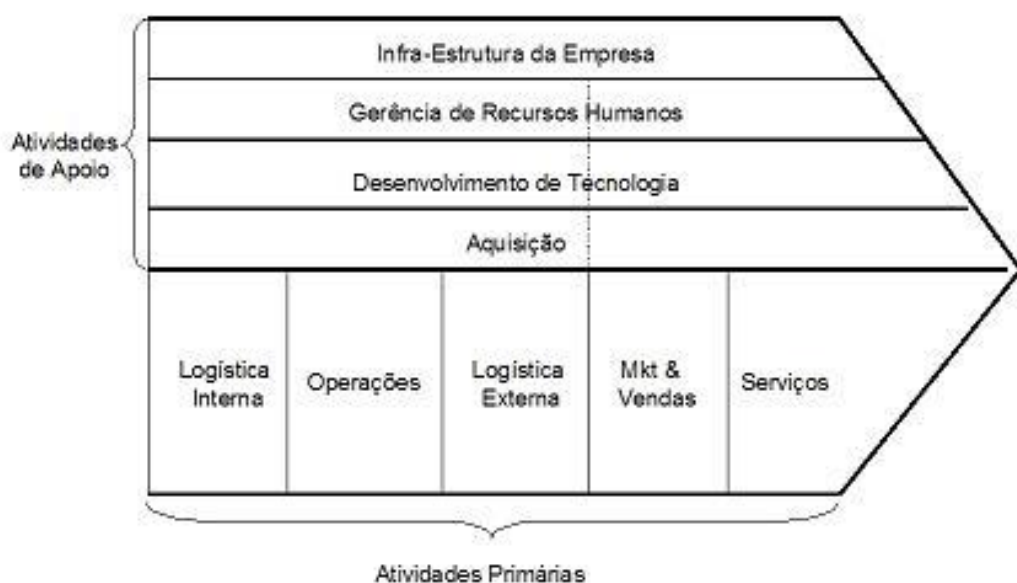 Infra-Estrutura da Empresa
Gerência de Recursos Humanos
Atividades
de Apoio
Desenvolvimento de Tecnologia
Aquisição
Logística
Interna
Operações
Logística
Externa
Mkt &
Vendas
Serviços
Atividades Primárias